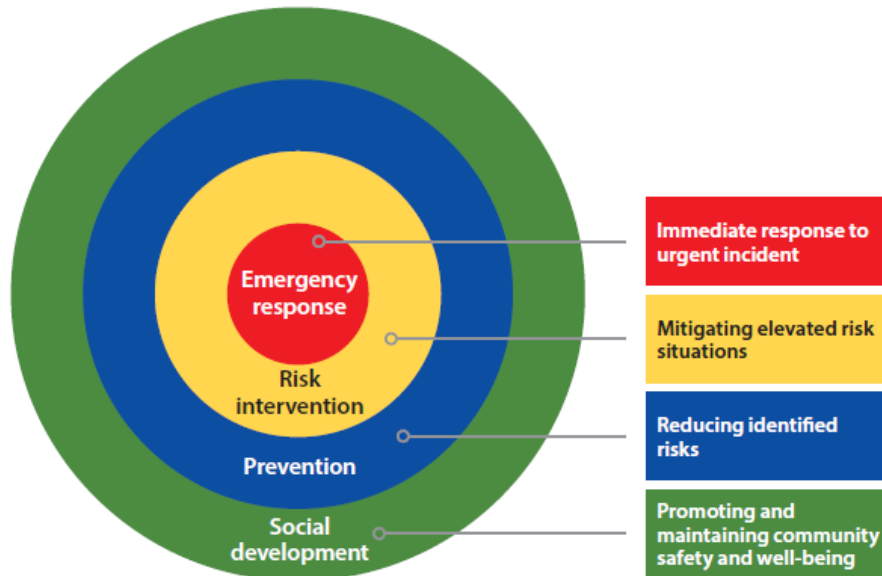 Emergency
response
Risk
intervention
Prevention
Social
development
Immediate response to
urgent incident
Mitigating elevated risk
situations
Reducing identified
risks
Promoting and
maintaining community
safety and well-being